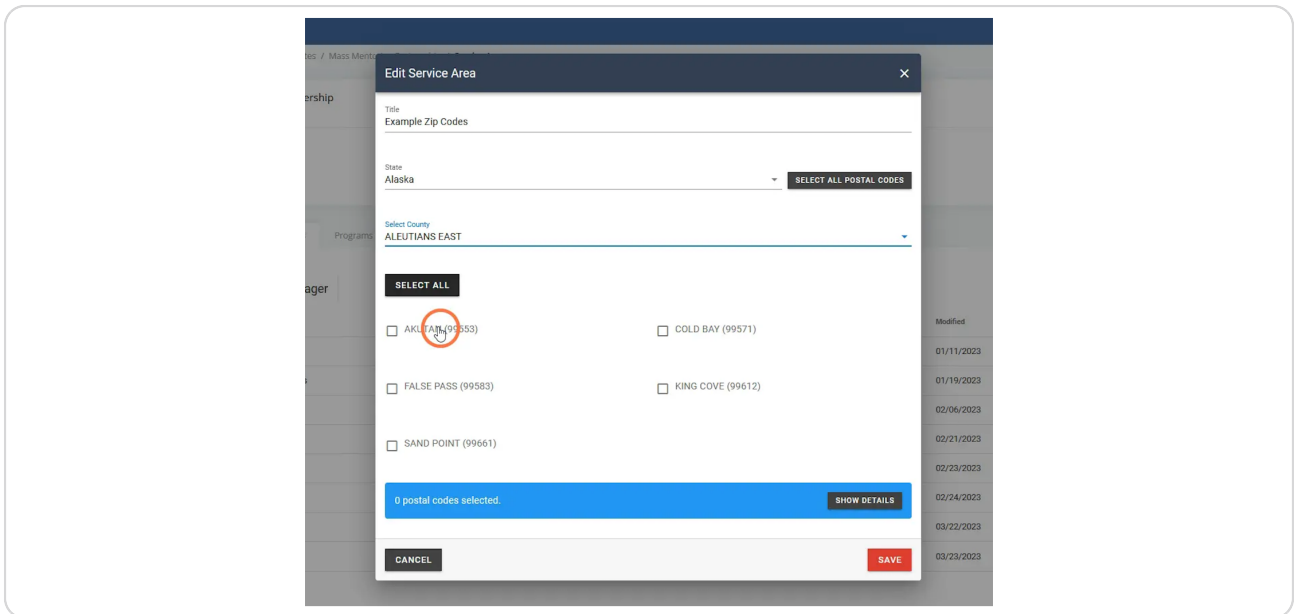 tes / Mass Mento
ership
Programs
ager
Edit Service Area
Title
Example Zip Codes
State
Alaska
SELECT ALL POSTAL CODES
Select County
ALEUTIANS EAST
SELECT ALL
AKUTAN (99553)
COLD BAY (99571)
FALSE PASS (99583)
KING COVE (99612)
SAND POINT (99661)
0 postal codes selected.
SHOW DETAILS
CANCEL
SAVE
Modified
01/11/2023
01/19/2023
02/06/2023
02/21/2023
02/23/2023
02/24/2023
03/22/2023
03/23/2023